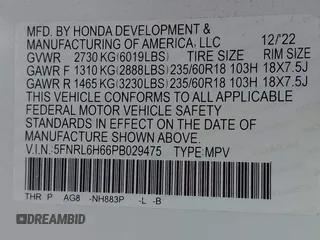 MFD. BY HONDA DEVELOPMENT &
MANUFACTURING OF AMERICA, LLC 12/'22
GVWR 2730 KG(6019LBS) TIRE SIZE RIM SIZE
GAWR F 1310 KG(2888LBS) 235/60R18 103H 18X7.5J
GAWR R 1465 KG(3230LBS) 235/60R18 103H 18X7.5J
THIS VEHICLE CONFORMS TO ALL APPLICABLE
FEDERAL MOTOR VEHICLE SAFETY
STANDARDS IN EFFECT ON THE DATE OF
MANUFACTURE SHOWN ABOVE.
V.I.N.:5FNRL6H66PB029475 TYPE:MPV
THR P AG8 -NH883P -L -B
©DREAMBID